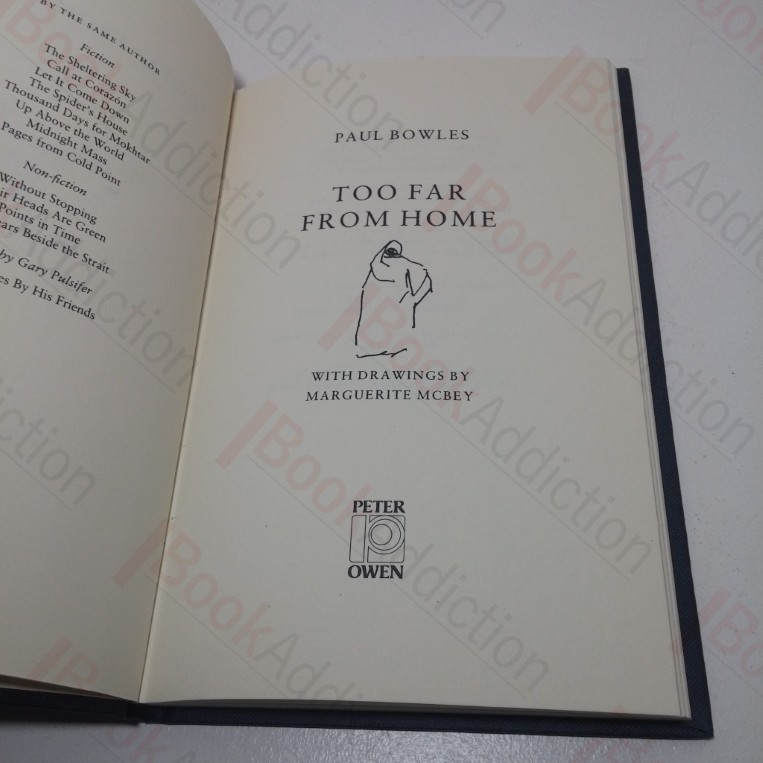 BY THE SAME AUTHOR
Fiction
The Sheltering Sky
Call at Corazón
Let It Come Down
The Spider's House
Thousand Days for Mokhtar
Up Above the World
Midnight Mass
Pages from Cold Point
Non-fiction
Without Stopping
Heads Are Green
Points in Time
Beside the Strait
by Gary Pulsifer
By His Friends
PAUL BOWLES
TOO FAR
FROM HOME
WITH DRAWINGS BY
MARGUERITE MCBEY
PETER
OWEN
BookAddiction